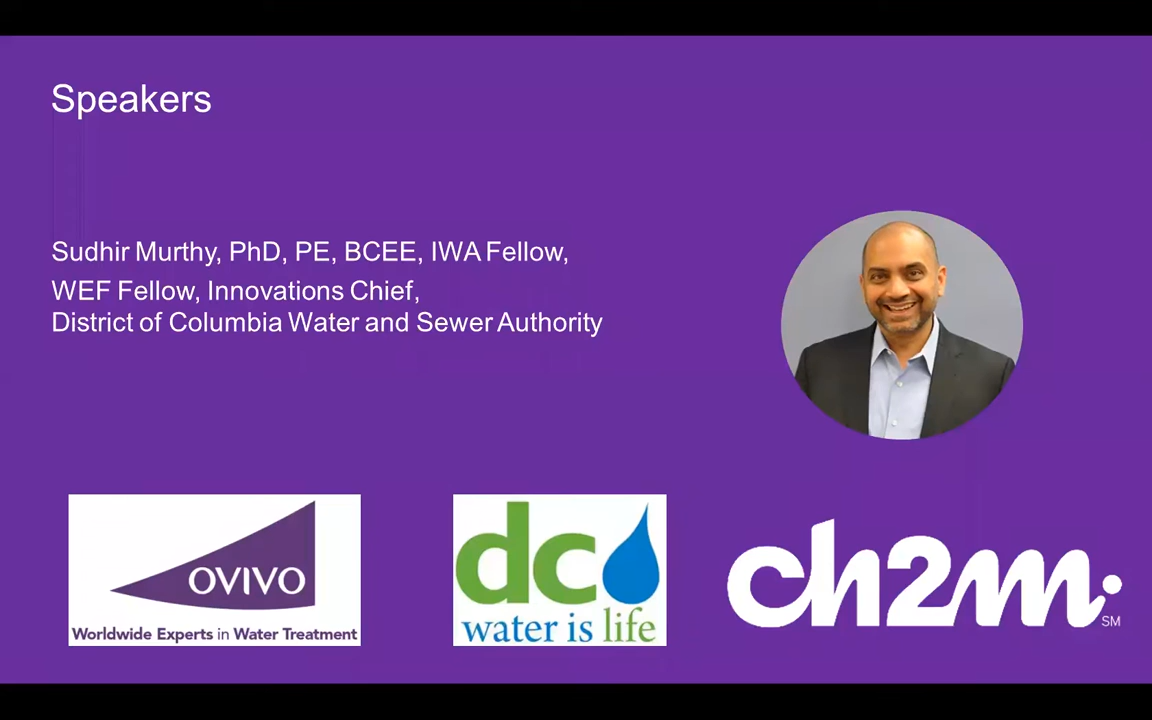 Speakers
Sudhir Murthy, PhD, PE, BCEE, IWA Fellow,
WEF Fellow, Innovations Chief,
District of Columbia Water and Sewer Authority
OVIVO
Worldwide Experts in Water Treatment
dc
water is life
ch2m.
SM